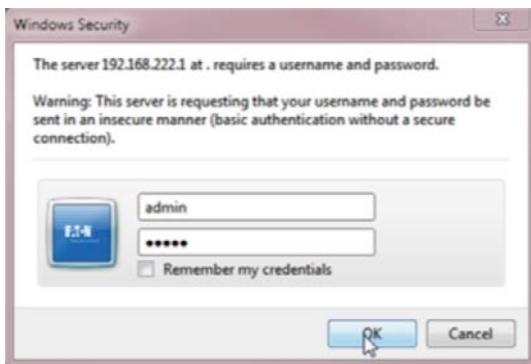 Windows Security
The server 192.168.222.1 at . requires a username and password.
Warning: This server is requesting that your username and password be
sent in an insecure manner (basic authentication without a secure
connection).
admin
•••••
EATON
Remember my credentials
OK
Cancel